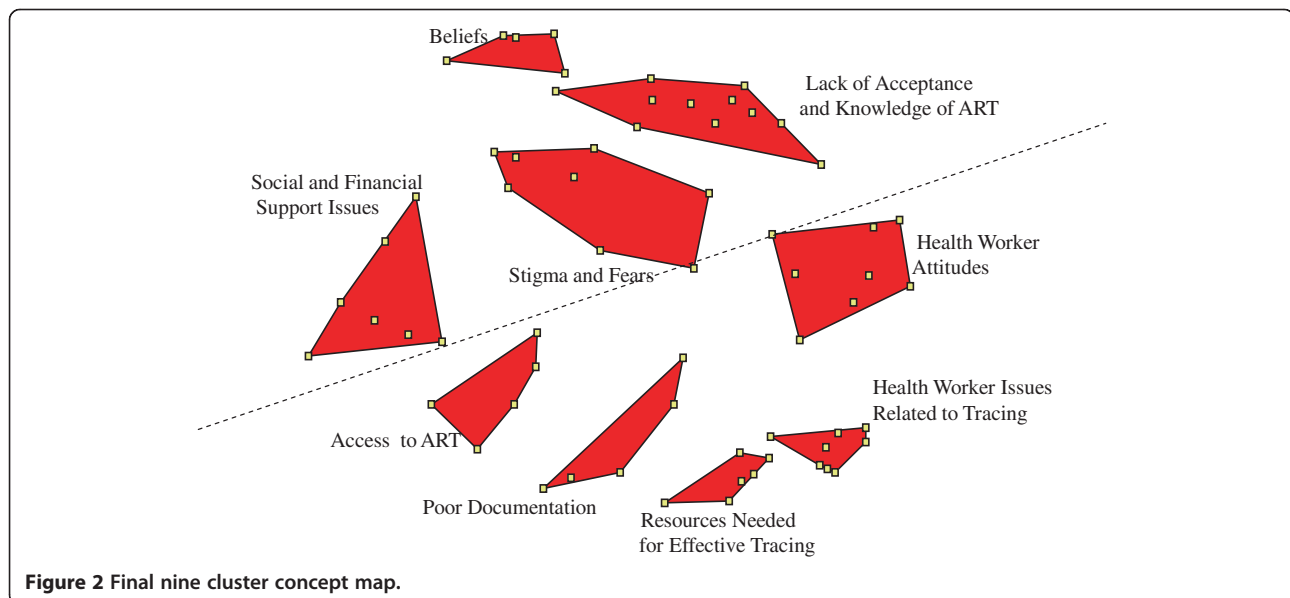 Beliefs
Lack of Acceptance
and Knowledge of ART
Social and Financial
Support Issues
Stigma and Fears
Health Worker
Attitudes
Access to ART
Poor Documentation
Health Worker Issues
Related to Tracing
Resources Needed
for Effective Tracing
Figure 2 Final nine cluster concept map.